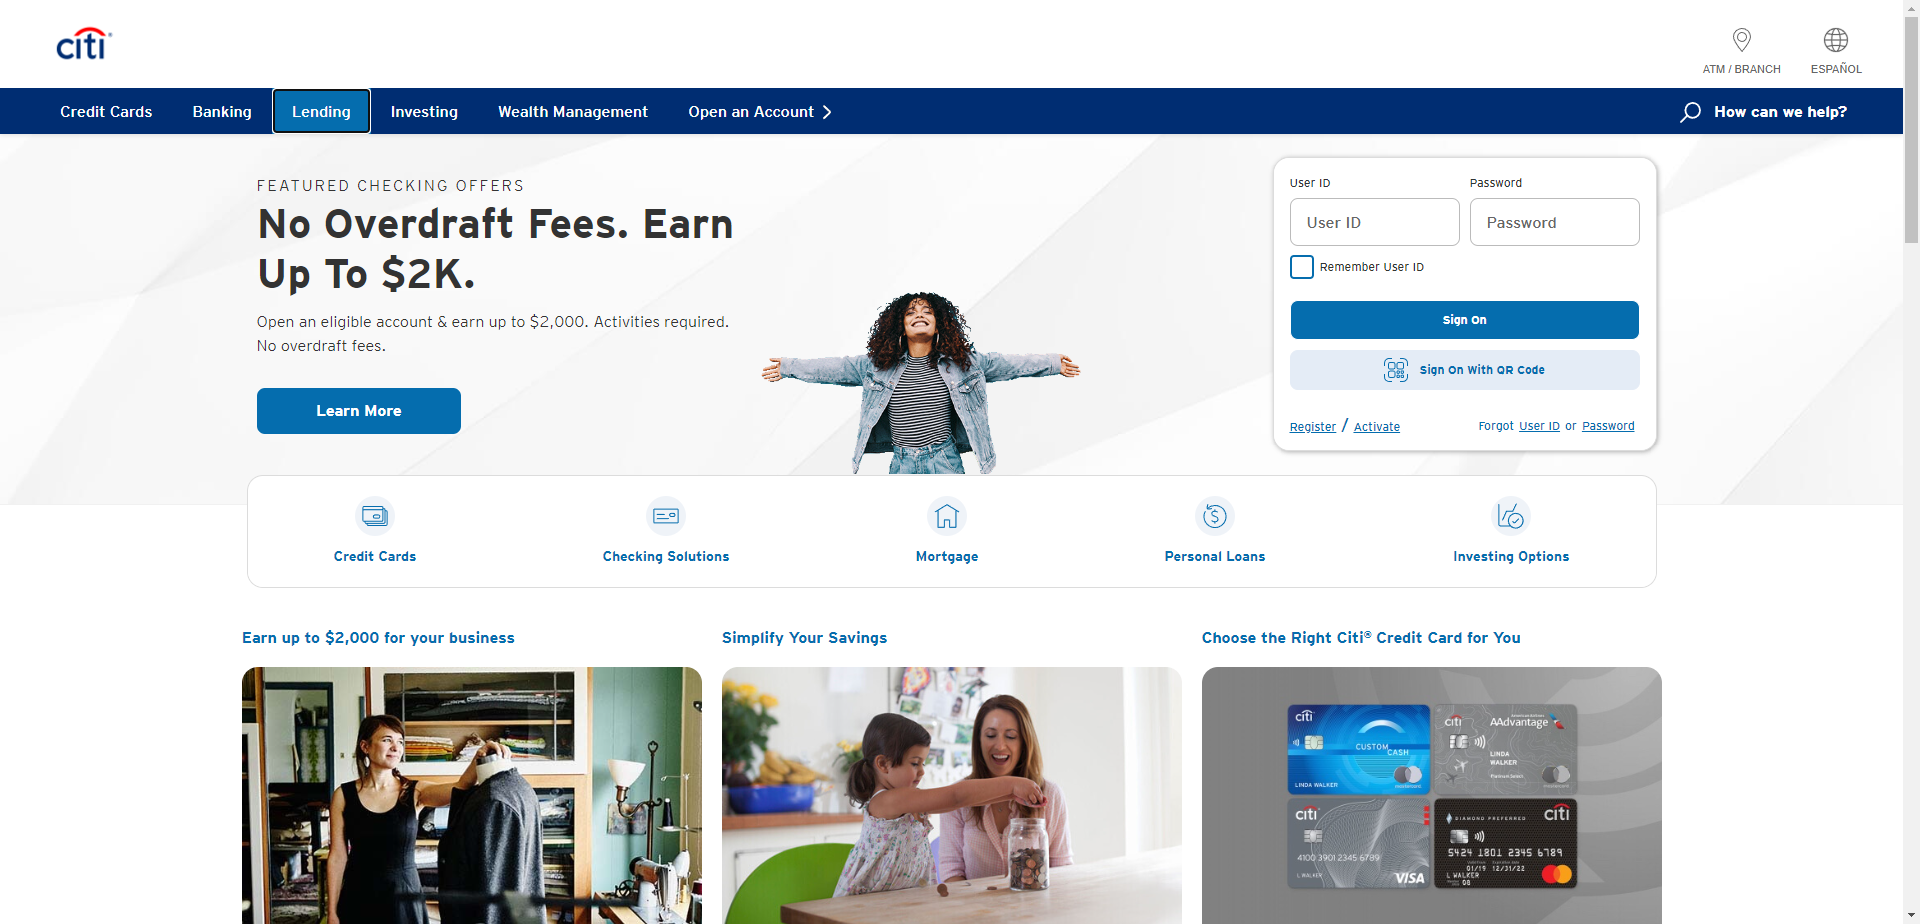 citi
ATM / BRANCH
ESPAÑOL
Credit Cards
Banking
Lending
Investing
Wealth Management
Open an Account
How can we help?
FEATURED CHECKING OFFERS
No Overdraft Fees. Earn
Up To $2K.
Open an eligible account & earn up to $2,000. Activities required.
No overdraft fees.
Learn More
User ID
Password
User ID
Password
Remember User ID
Sign On
Sign On With QR Code
Register / Activate
Forgot User ID or Password
Credit Cards
Checking Solutions
Mortgage
Personal Loans
Investing Options
Earn up to $2,000 for your business
Simplify Your Savings
Choose the Right Citi® Credit Card for You
citi
CUSTOM
CASH
LINDA WALKER
citi
American Airlines
AAdvantage
LINDA
WALKER
Platinum Select
citi
4100 3901 2345 6789
L WALKER
VISA
DIAMOND PREFERRED
citi
5424 1801 2345 6789
01/19 12/31/22
L WALKER